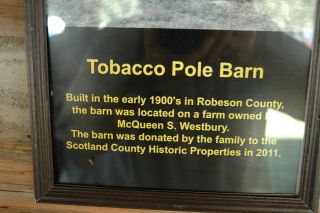 Tobacco Pole Barn
Built in the early 1900's in Robeson County,
the barn was located on a farm owned
McQueen S. Westbury.
The barn was donated by the family to the
Scotland County Historic Properties in 2011.